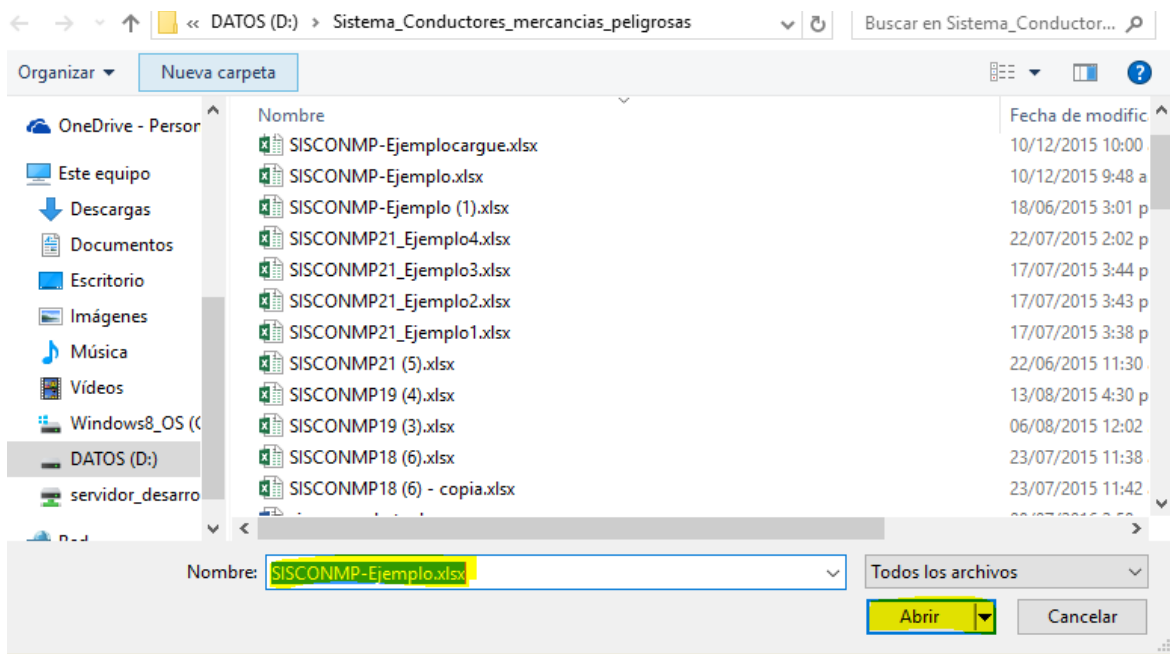 « DATOS (D:) › Sistema_Conductores_mercancias_peligrosas
Buscar en Sistema_Conductor...
Organizar
Nueva carpeta
Nombre
Fecha de modific
OneDrive - Person
Este equipo
Descargas
Documentos
Escritorio
Imágenes
Música
Vídeos
Windows8_OS (C
DATOS (D:)
servidor_desarro
SISCONMP-Ejemplocargue.xlsx 10/12/2015 10:00
SISCONMP-Ejemplo.xlsx 10/12/2015 9:48 a
SISCONMP-Ejemplo (1).xlsx 18/06/2015 3:01 p
SISCONMP21_Ejemplo4.xlsx 22/07/2015 2:02 p
SISCONMP21_Ejemplo3.xlsx 17/07/2015 3:44 p
SISCONMP21_Ejemplo2.xlsx 17/07/2015 3:43 p
SISCONMP21_Ejemplo1.xlsx 17/07/2015 3:38 p
SISCONMP21 (5).xlsx 22/06/2015 11:30
SISCONMP19 (4).xlsx 13/08/2015 4:30 p
SISCONMP19 (3).xlsx 06/08/2015 12:02
SISCONMP18 (6).xlsx 23/07/2015 11:38
SISCONMP18 (6) - copia.xlsx 23/07/2015 11:42
Nombre: SISCONMP-Ejemplo.xlsx
Todos los archivos
Abrir
Cancelar